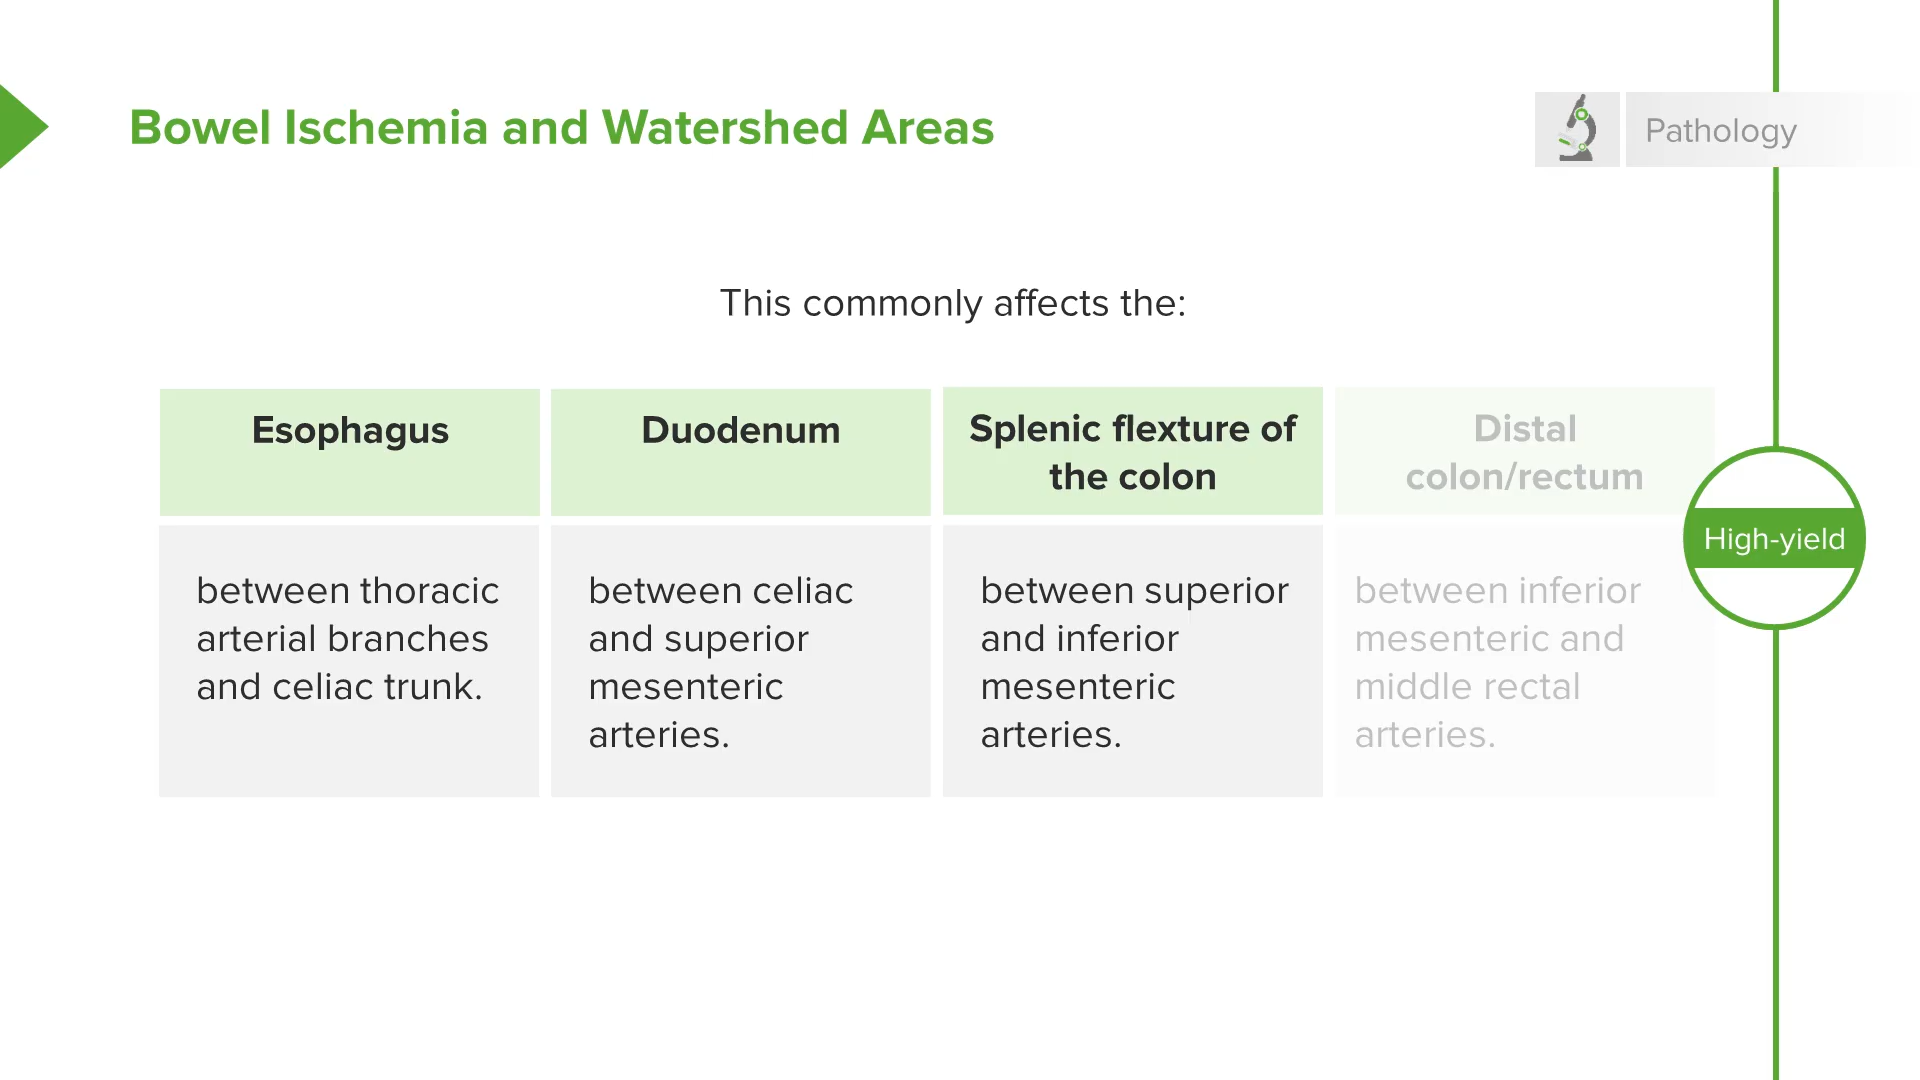 Bowel Ischemia and Watershed Areas
Pathology
This commonly affects the:
Esophagus
between thoracic
arterial branches
and celiac trunk.
Duodenum
between celiac
and superior
mesenteric
arteries.
Splenic flexture of
the colon
between superior
and inferior
mesenteric
arteries.
Distal
colon/rectum
between inferior
mesenteric and
middle rectal
arteries.
High-yield